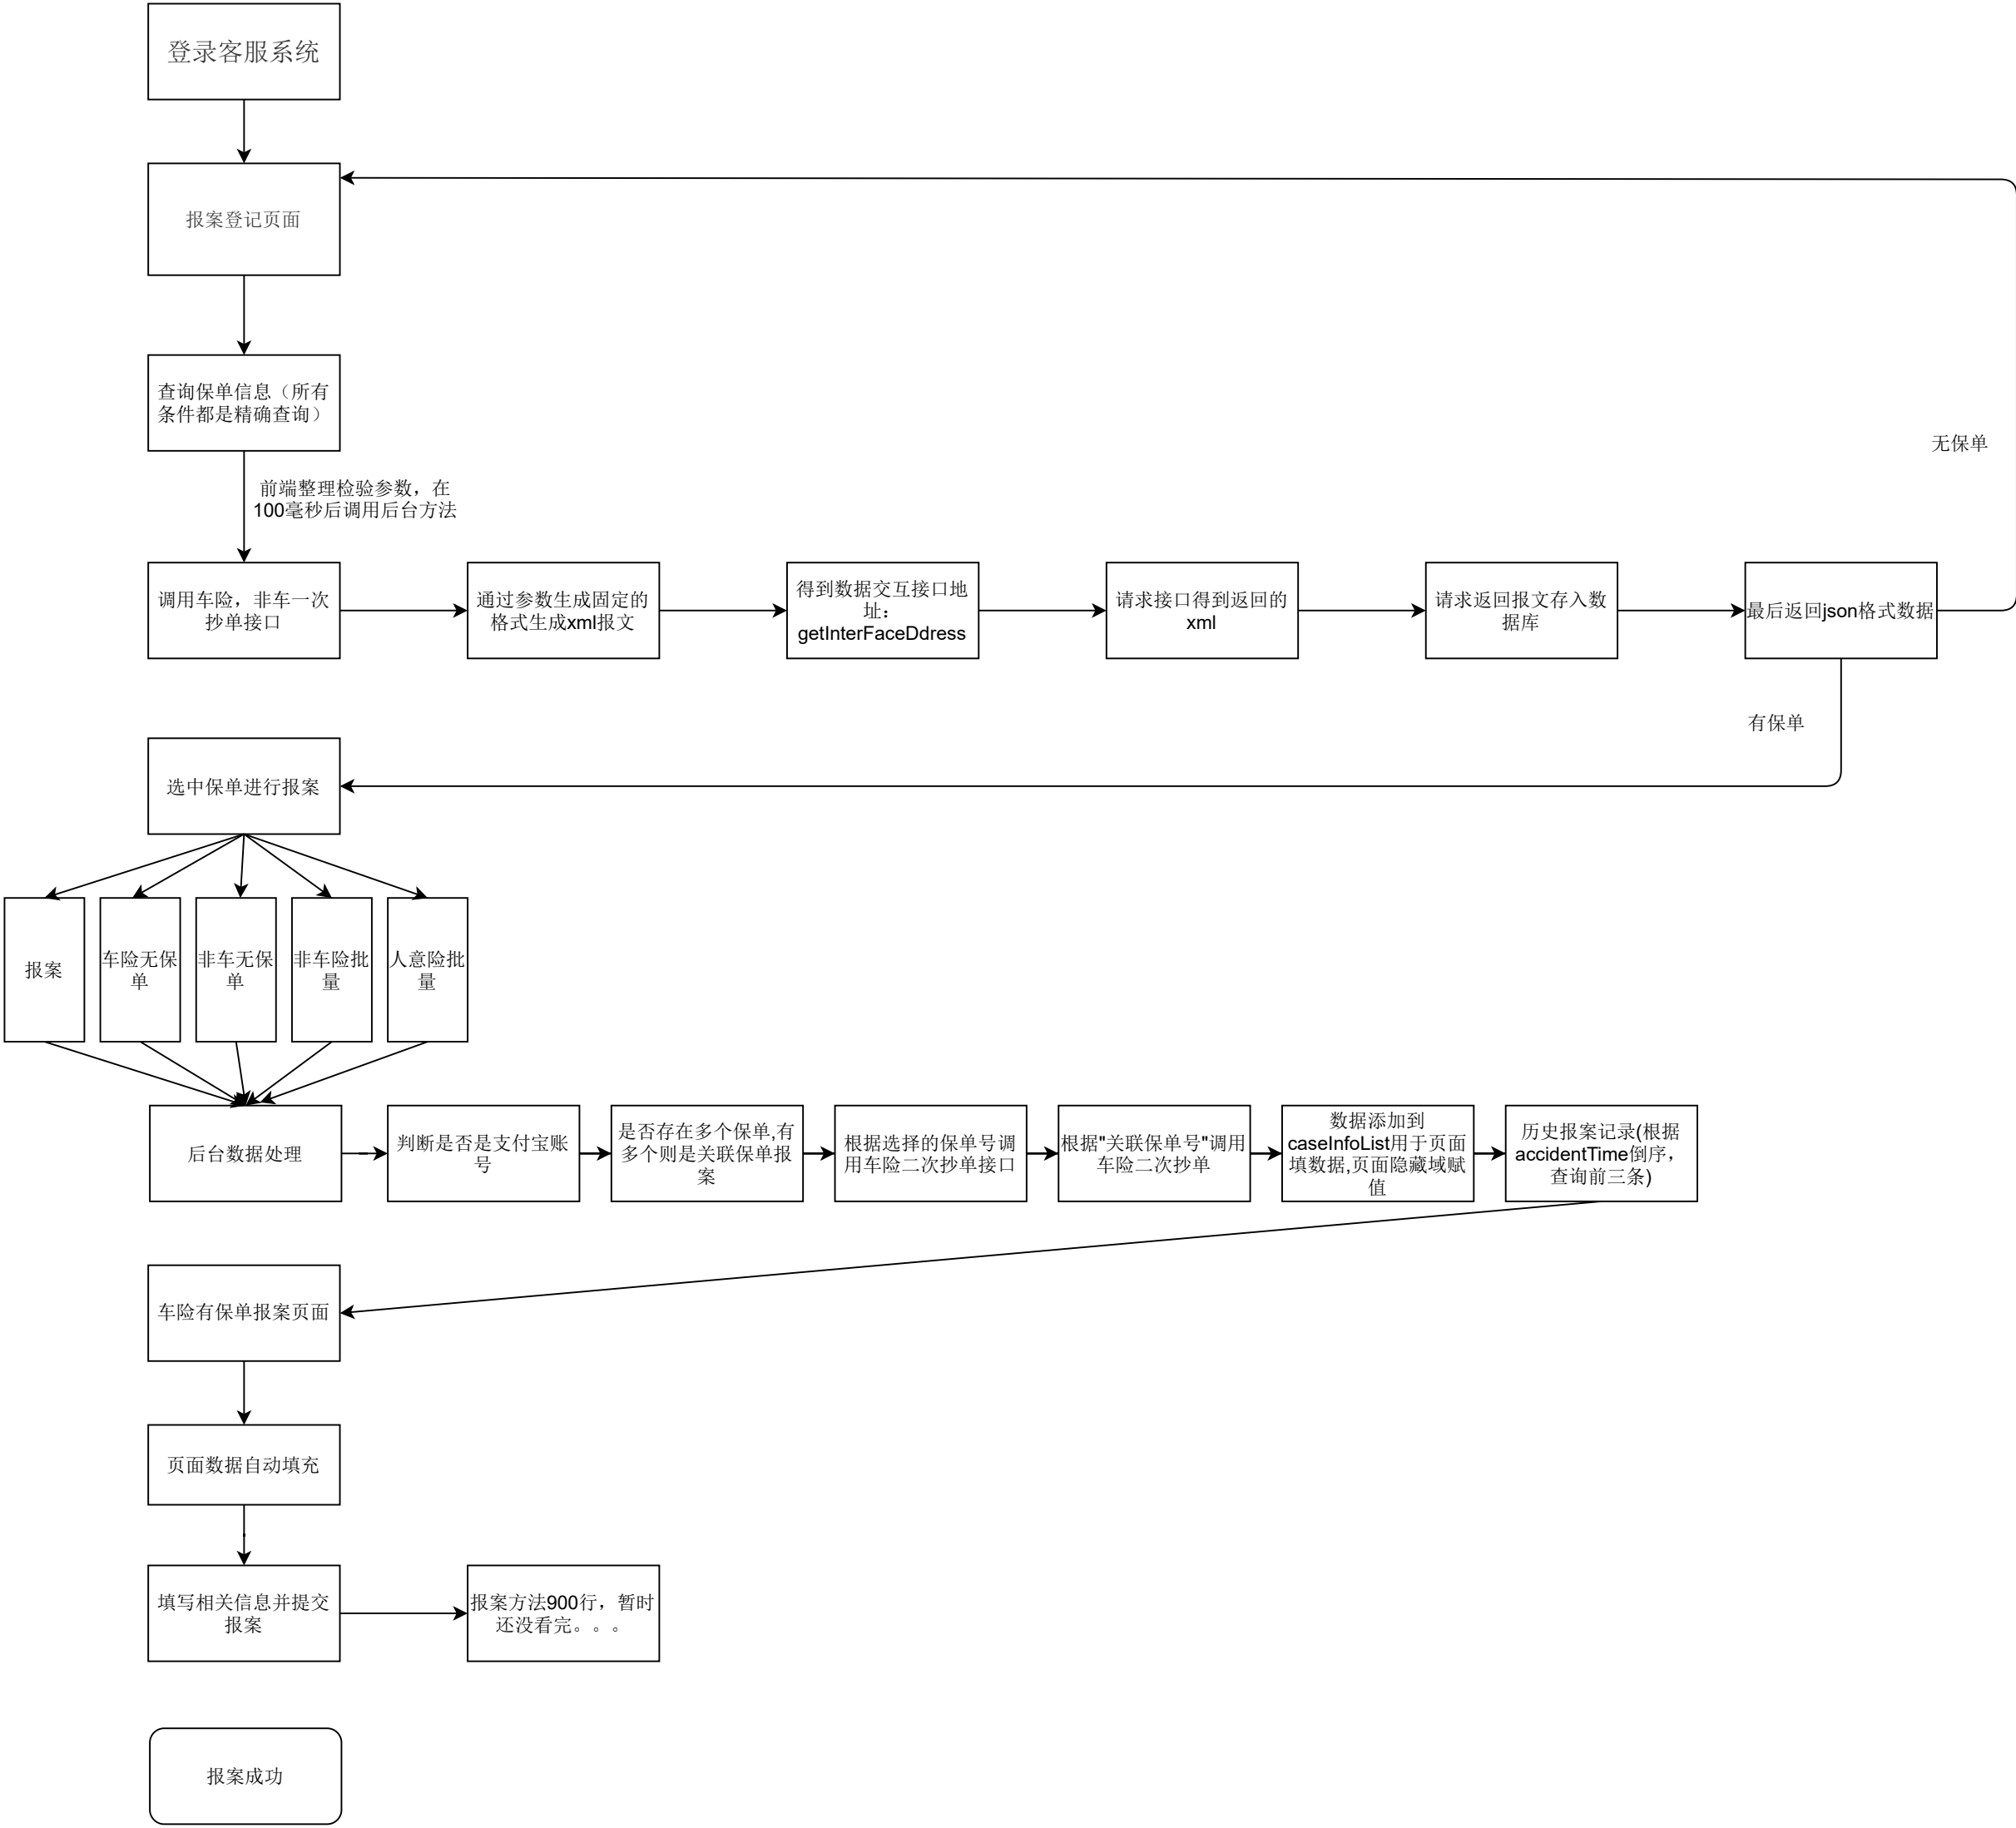 登录客服系统
报案登记页面
查询保单信息（所有
条件都是精确查询）
无保单
前端整理检验参数，在
100毫秒后调用后台方法
调用车险，非车一次
抄单接口
通过参数生成固定的
格式生成xml报文
得到数据交互接口地
址：
getInterFaceDdress
请求接口得到返回的
xml
请求返回报文存入数
据库
最后返回json格式数据
有保单
选中保单进行报案
报案
车险无保
单
非车无保
单
非车险批
量
人意险批
量
后台数据处理
判断是否是支付宝账
号
是否存在多个保单,有
多个则是关联保单报
案
根据选择的保单号调
用车险二次抄单接口
根据"关联保单号"调用
车险二次抄单
数据添加到
caseInfoList用于页面
填数据,页面隐藏域赋
值
历史报案记录(根据
accidentTime倒序，
查询前三条)
车险有保单报案页面
页面数据自动填充
填写相关信息并提交
报案
报案方法900行，暂时
还没看完。。。
报案成功